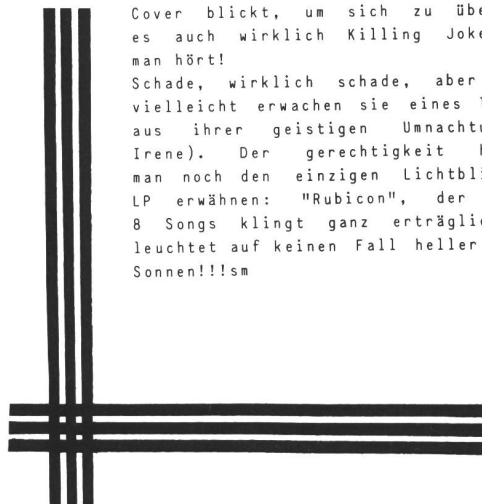 Cover blickt, um sich zu übe
es auch wirklich Killing Joke
man hört!
Schade, wirklich schade, aber
vielleicht erwachen sie eines
aus ihrer geistigen Umnachtu
Irene). Der gerechtigkeit
man noch den einzigen Lichtbli
LP erwähnen: "Rubicon", der
8 Songs klingt ganz erträglic
leuchtet auf keinen Fall heller
Sonnen!!!sm